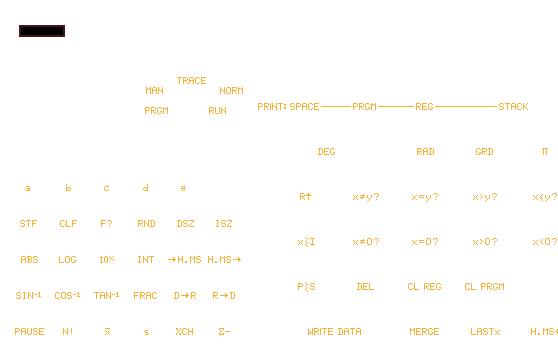 TRACE
MAN NORM
PRGM RUN
PRINT: SPACE PRGM REG STACK
DEG RAD GRD π
a b c d e
R↑ x≠y? x=y? x>y? x≤y?
STF CLF F? RND DSZ ISZ
x⇄I x≠0? x=0? x>0? x<0?
ABS LOG 10ˣ INT →H.MS H.MS→
P⇄S DEL CL REG CL PRGM
SIN⁻¹ COS⁻¹ TAN⁻¹ FRAC D→R R→D
PAUSE N! x̅ s %CH Σ− WRITE DATA MERGE LASTx